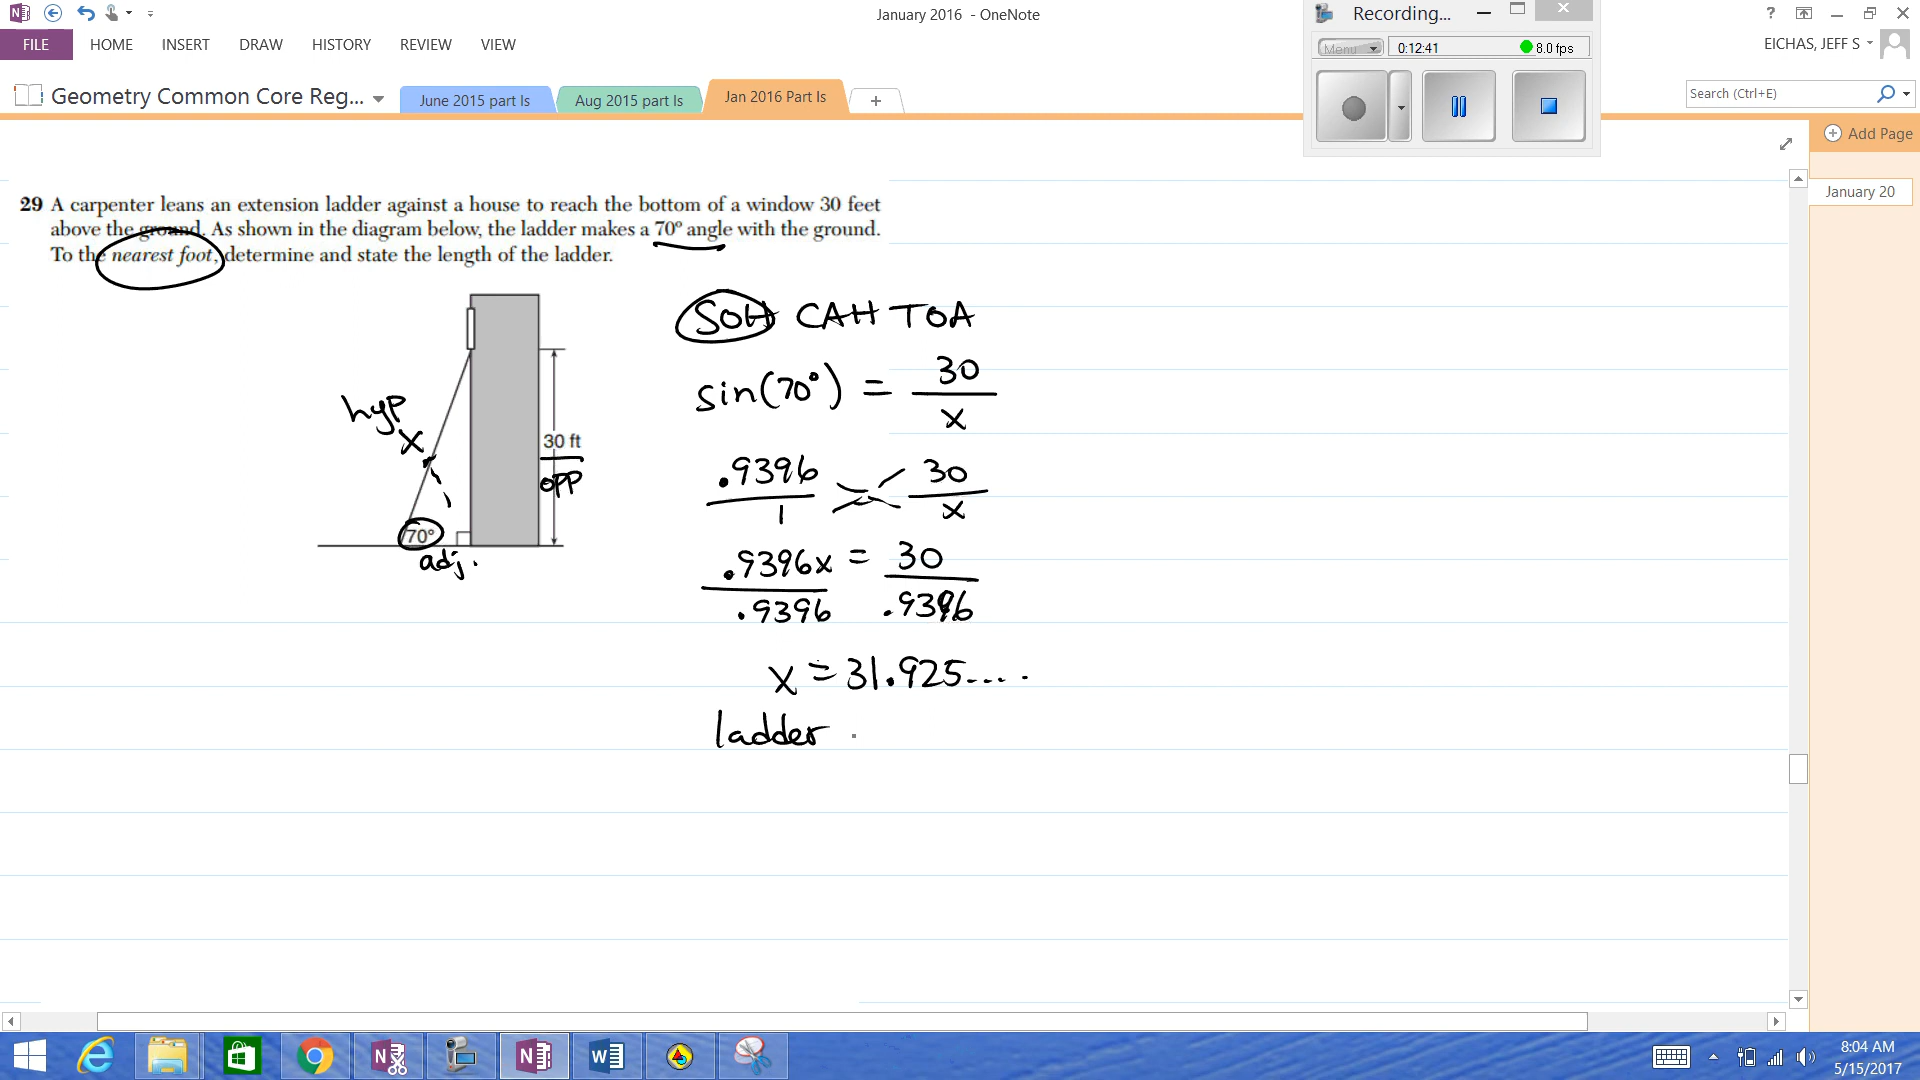 January 2016 - OneNote
Recording...
?
FILE
HOME
INSERT
DRAW
HISTORY
REVIEW
VIEW
EICHAS, JEFF S
Menu
0:12:41
8.0 fps
Geometry Common Core Reg...
June 2015 part Is
Aug 2015 part Is
Jan 2016 Part Is
+
Search (Ctrl+E)
Add Page
January 20
29 A carpenter leans an extension ladder against a house to reach the bottom of a window 30 feet
above the ground. As shown in the diagram below, the ladder makes a 70° angle with the ground.
To the nearest foot, determine and state the length of the ladder.
hyp
x
30 ft
opp
70°
adj.
SOH CAH TOA
sin(70°) = 30/x
.9396/1 = 30/x
.9396x = 30
.9396 .9396
x = 31.925....
ladder
8:04 AM
5/15/2017